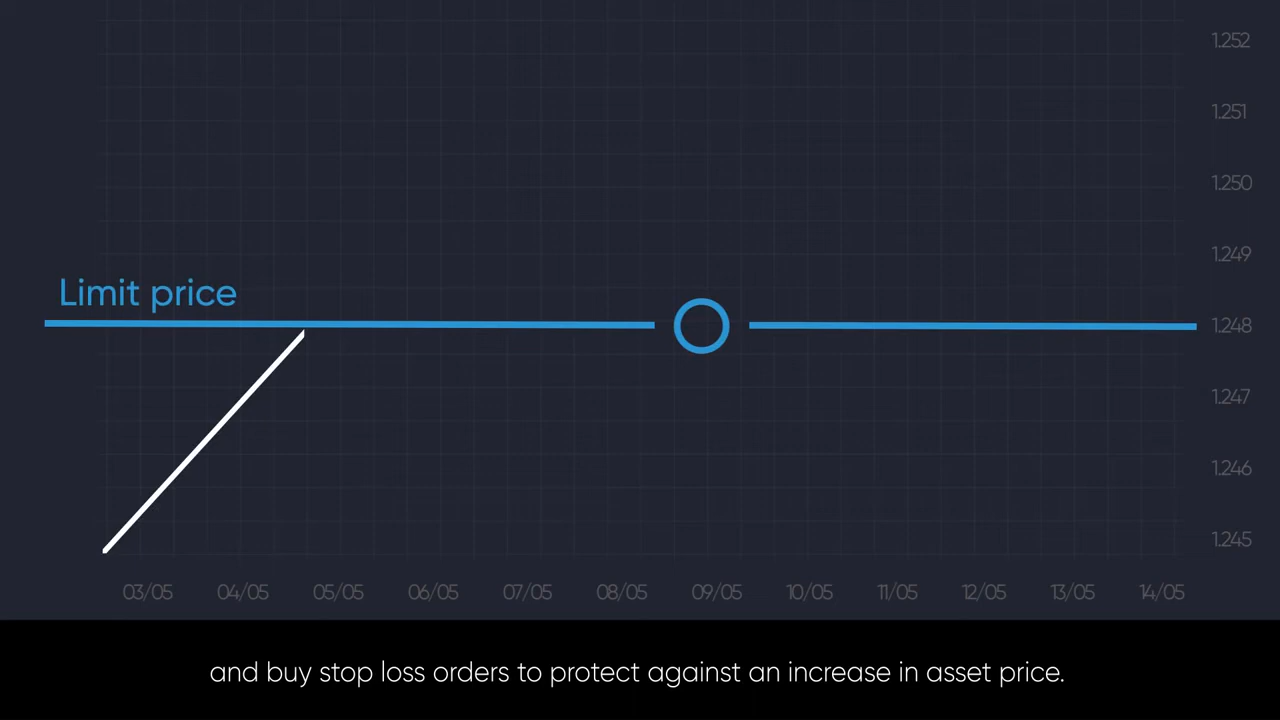 1.252
1.251
1.250
1.249
Limit price
1.248
1.247
1.246
1.245
03/05 04/05 05/05 06/05 07/05 08/05 09/05 10/05 11/05 12/05 13/05 14/05
and buy stop loss orders to protect against an increase in asset price.